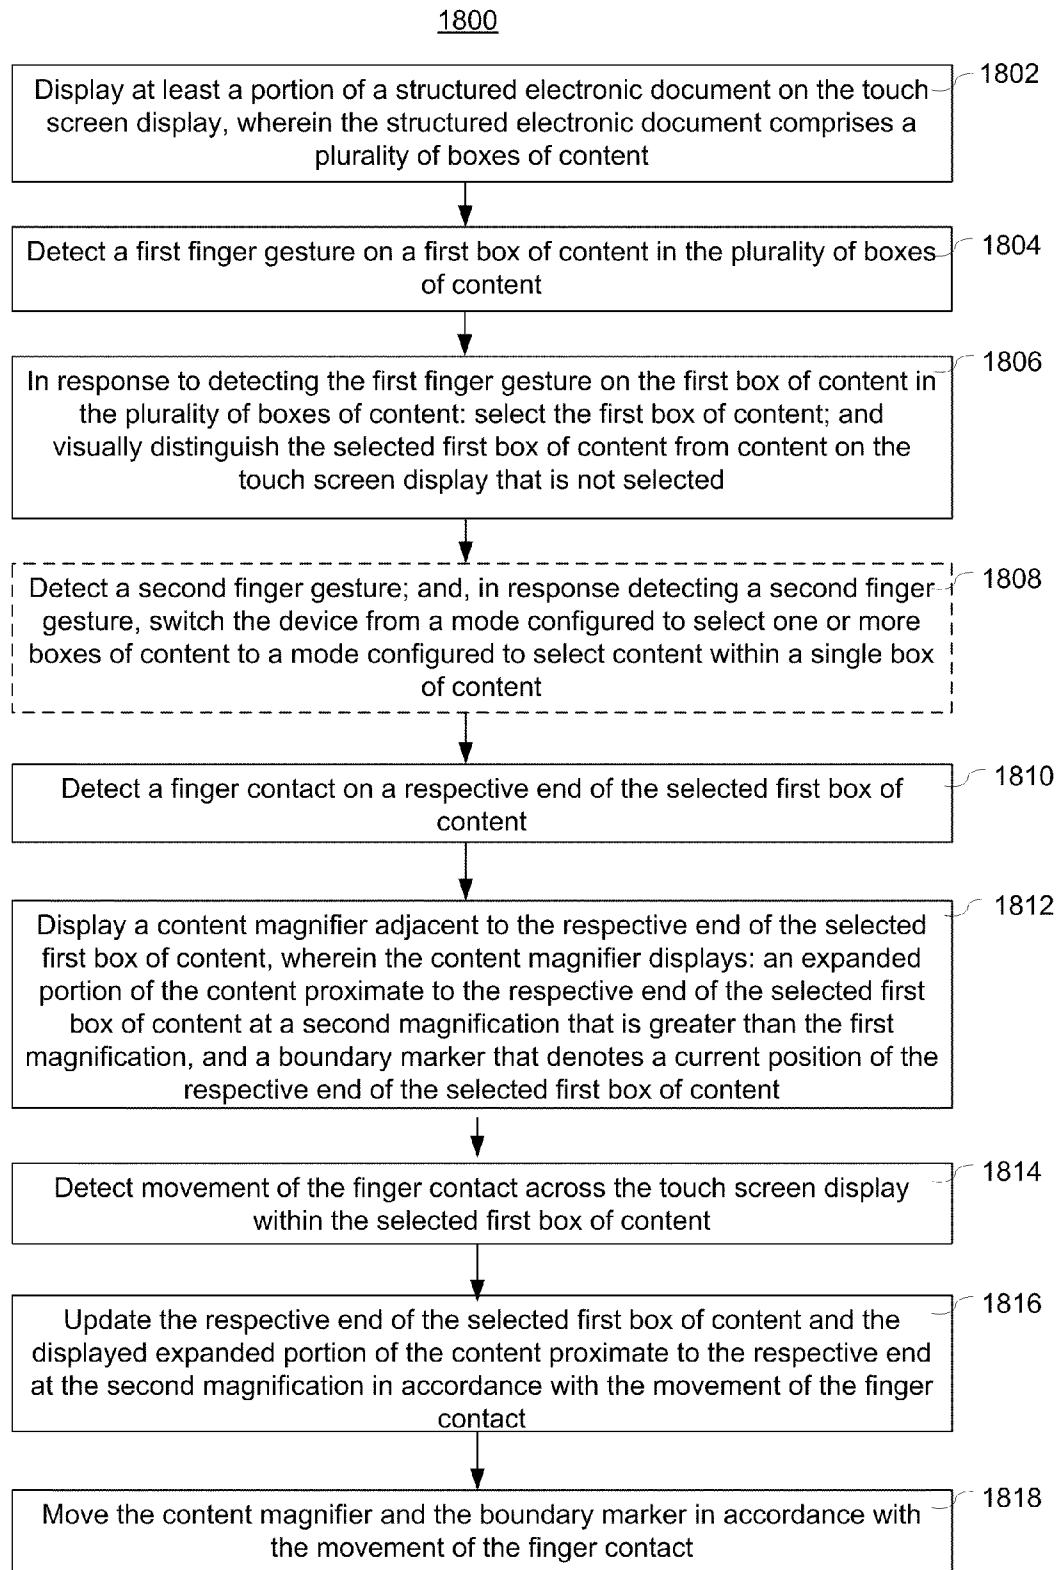 1800
1802
Display at least a portion of a structured electronic document on the touch
screen display, wherein the structured electronic document comprises a
plurality of boxes of content
1804
Detect a first finger gesture on a first box of content in the plurality of boxes
of content
1806
In response to detecting the first finger gesture on the first box of content in
the plurality of boxes of content: select the first box of content; and
visually distinguish the selected first box of content from content on the
touch screen display that is not selected
1808
Detect a second finger gesture; and, in response detecting a second finger
gesture, switch the device from a mode configured to select one or more
boxes of content to a mode configured to select content within a single box
of content
1810
Detect a finger contact on a respective end of the selected first box of
content
1812
Display a content magnifier adjacent to the respective end of the selected
first box of content, wherein the content magnifier displays: an expanded
portion of the content proximate to the respective end of the selected first
box of content at a second magnification that is greater than the first
magnification, and a boundary marker that denotes a current position of the
respective end of the selected first box of content
1814
Detect movement of the finger contact across the touch screen display
within the selected first box of content
1816
Update the respective end of the selected first box of content and the
displayed expanded portion of the content proximate to the respective end
at the second magnification in accordance with the movement of the finger
contact
1818
Move the content magnifier and the boundary marker in accordance with
the movement of the finger contact